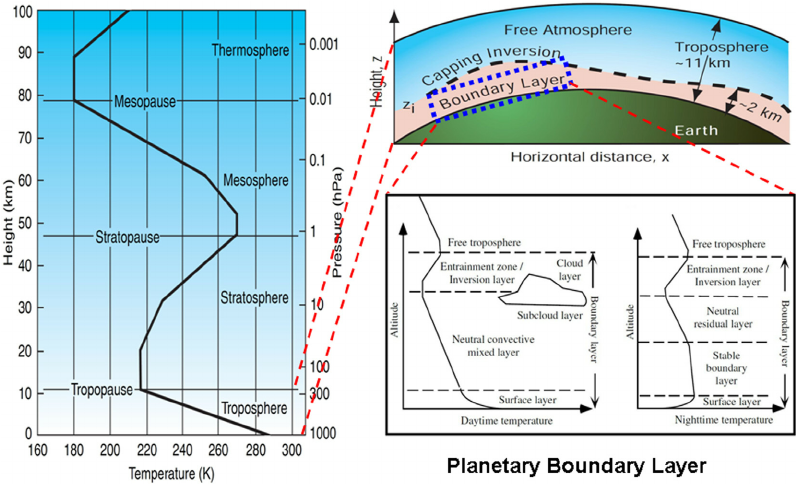 100
90
80
70
60
50
40
30
20
10
0
Height (km)
160 180 200 220 240 260 280 300
Temperature (K)
Thermosphere
Mesopause
Mesosphere
Stratopause
Stratosphere
Tropopause
Troposphere
0.001
0.01
0.1
1
10
100
300
1000
Pressure (hPa)
Height, z
zi
Free Atmosphere
Capping Inversion
Boundary Layer
Troposphere
~11 km
~2 km
Earth
Horizontal distance, x
Altitude
Free troposphere
Entrainment zone /
Inversion layer
Cloud
layer
Subcloud layer
Neutral convective
mixed layer
Surface layer
Boundary layer
Daytime temperature
Altitude
Free troposphere
Entrainment zone /
Inversion layer
Neutral
residual layer
Stable
boundary
layer
Surface layer
Boundary layer
Nighttime temperature
Planetary Boundary Layer